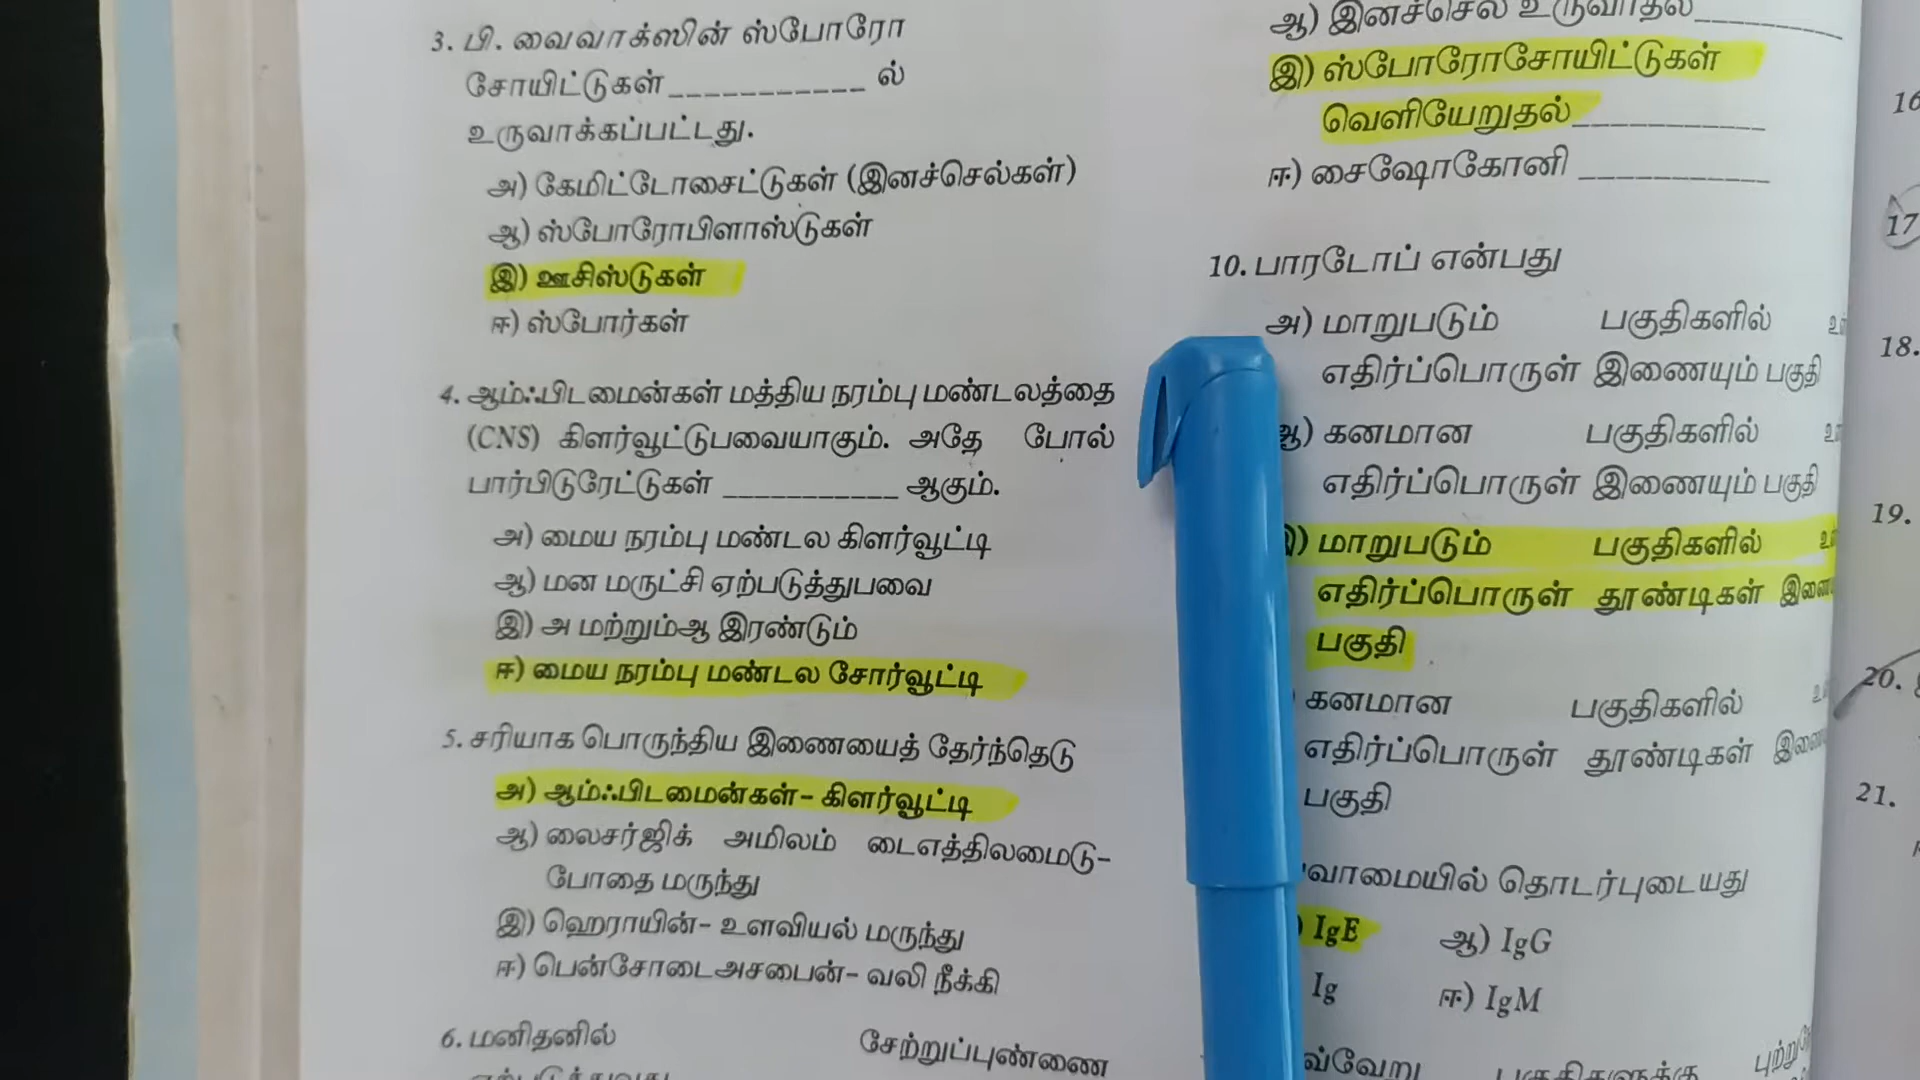 3. பி. வைவாக்ஸின் ஸ்போரோ
சோயிட்டுகள் ___________ ல்
உருவாக்கப்பட்டது.
அ) கேமிட்டோசைட்டுகள் (இனச்செல்கள்)
ஆ) ஸ்போரோபிளாஸ்டுகள்
இ) ஊசிஸ்டுகள்
ஈ) ஸ்போர்கள்
4. ஆம்ஃபிடமைன்கள் மத்திய நரம்பு மண்டலத்தை
(CNS) கிளர்வூட்டுபவையாகும். அதே போல்
பார்பிடுரேட்டுகள் ___________ ஆகும்.
அ) மைய நரம்பு மண்டல கிளர்வூட்டி
ஆ) மன மருட்சி ஏற்படுத்துபவை
இ) அ மற்றும்ஆ இரண்டும்
ஈ) மைய நரம்பு மண்டல சோர்வூட்டி
5. சரியாக பொருந்திய இணையைத் தேர்ந்தெடு
அ) ஆம்ஃபிடமைன்கள்- கிளர்வூட்டி
ஆ) லைசர்ஜிக் அமிலம் டைஎத்திலமைடு-
போதை மருந்து
இ) ஹெராயின்- உளவியல் மருந்து
ஈ) பென்சோடைஅசபைன்- வலி நீக்கி
6. மனிதனில் சேற்றுப்புண்ணை
ஆ) இனச்செல் உருவாதல்___________
இ) ஸ்போரோசோயிட்டுகள்
வெளியேறுதல்___________
ஈ) சைஷோகோனி ___________
10. பாரடோப் என்பது
அ) மாறுபடும் பகுதிகளில்
எதிர்ப்பொருள் இணையும் பகுதி
ஆ) கனமான பகுதிகளில்
எதிர்ப்பொருள் இணையும் பகுதி
இ) மாறுபடும் பகுதிகளில்
எதிர்ப்பொருள் தூண்டிகள்
பகுதி
கனமான பகுதிகளில்
எதிர்ப்பொருள் தூண்டிகள்
பகுதி
தொடர்புடையது
IgE ஆ) IgG
Ig ஈ) IgM
16
17
18.
19.
20.
21.